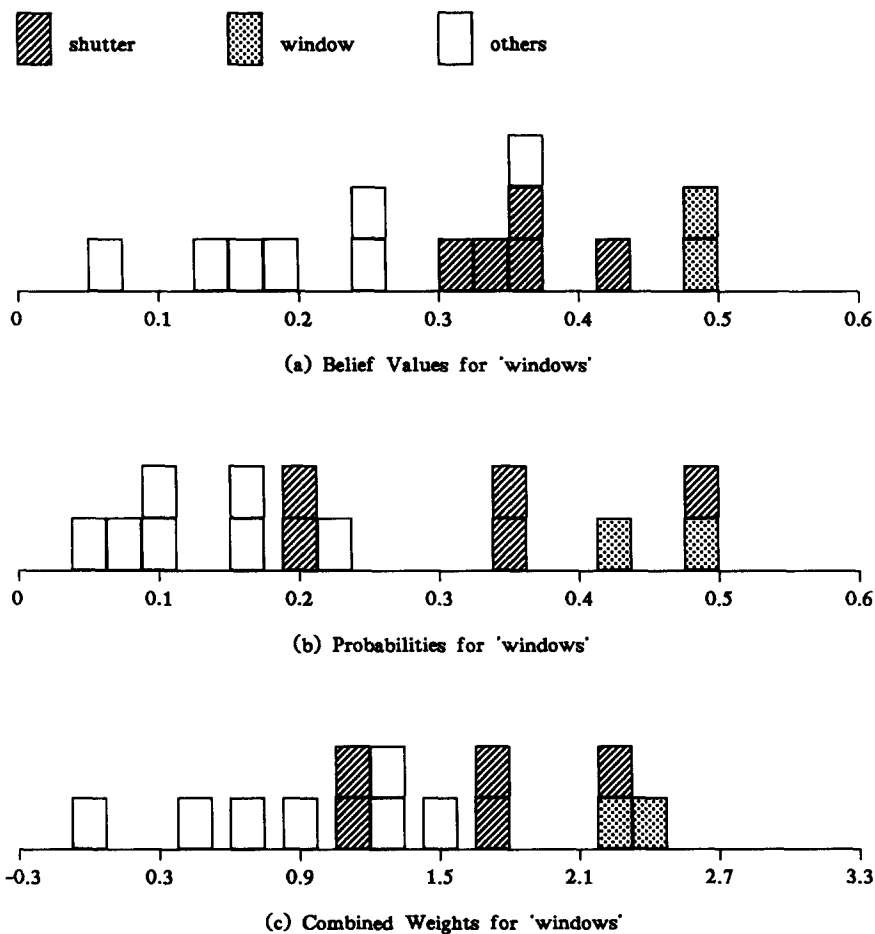 shutter window others
0 0.1 0.2 0.3 0.4 0.5 0.6
(a) Belief Values for 'windows'
0 0.1 0.2 0.3 0.4 0.5 0.6
(b) Probabilities for 'windows'
-0.3 0.3 0.9 1.5 2.1 2.7 3.3
(c) Combined Weights for 'windows'